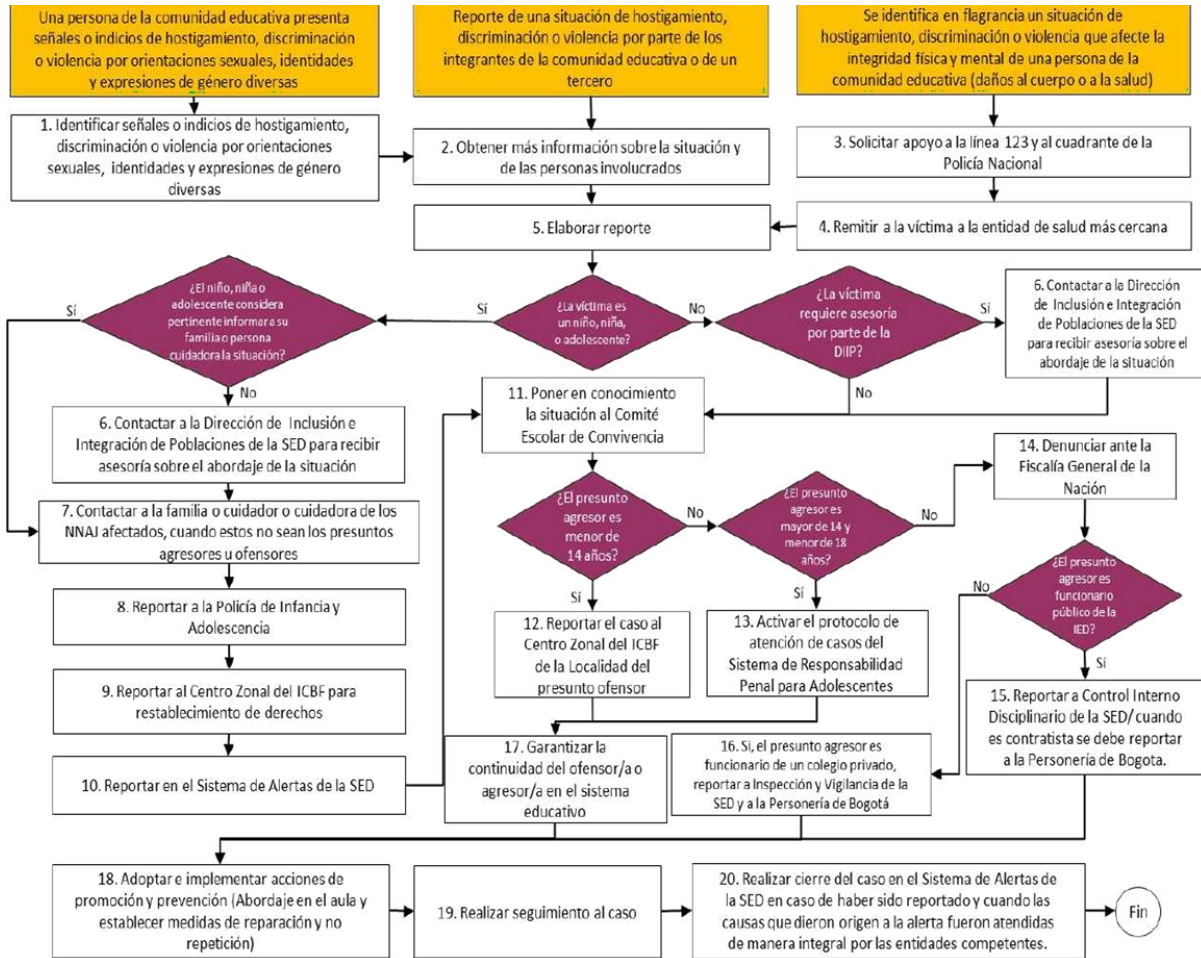 Una persona de la comunidad educativa presenta
señales o indicios de hostigamiento, discriminación
o violencia por orientaciones sexuales, identidades
y expresiones de género diversas
Reporte de una situación de hostigamiento,
discriminación o violencia por parte de los
integrantes de la comunidad educativa o de un
tercero
Se identifica en flagrancia un situación de
hostigamiento, discriminación o violencia que afecte la
integridad física y mental de una persona de la
comunidad educativa (daños al cuerpo o a la salud)
1. Identificar señales o indicios de hostigamiento,
discriminación o violencia por orientaciones
sexuales, identidades y expresiones de género
diversas
2. Obtener más información sobre la situación y
de las personas involucrados
3. Solicitar apoyo a la línea 123 y al cuadrante de la
Policía Nacional
5. Elaborar reporte
4. Remitir a la víctima a la entidad de salud más cercana
Sí
¿El niño, niña o
adolescente considera
pertinente informar a su
familia o persona
cuidadora la situación?
Sí
¿La víctima es
un niño, niña,
o adolescente?
No
¿La víctima
requiere asesoría
por parte de la
DIIP?
Sí
6. Contactar a la Dirección
de Inclusión e Integración
de Poblaciones de la SED
para recibir asesoría sobre el
abordaje de la situación
No
No
6. Contactar a la Dirección de Inclusión e
Integración de Poblaciones de la SED para recibir
asesoría sobre el abordaje de la situación
11. Poner en conocimiento
la situación al Comité
Escolar de Convivencia
14. Denunciar ante la
Fiscalía General de la
Nación
7. Contactar a la familia o cuidador o cuidadora de los
NNAJ afectados, cuando estos no sean los presuntos
agresores u ofensores
¿El presunto
agresor es
menor de
14 años?
No
¿El presunto
agresor es
mayor de 14 y
menor de 18
años?
No
Sí
Sí
No
¿El presunto
agresor es
funcionario
público de la
IED?
Sí
8. Reportar a la Policía de Infancia y
Adolescencia
12. Reportar el caso al
Centro Zonal del ICBF
de la Localidad del
presunto ofensor
13. Activar el protocolo de
atención de casos del
Sistema de Responsabilidad
Penal para Adolescentes
9. Reportar al Centro Zonal del ICBF para
restablecimiento de derechos
15. Reportar a Control Interno
Disciplinario de la SED/ cuando
es contratista se debe reportar
a la Personería de Bogota.
10. Reportar en el Sistema de Alertas de la SED
17. Garantizar la
continuidad del ofensor/a o
agresor/a en el sistema
educativo
16. Si, el presunto agresor es
funcionario de un colegio privado,
reportar a Inspección y Vigilancia de la
SED y a la Personería de Bogotá
18. Adoptar e implementar acciones de
promoción y prevención (Abordaje en el aula y
establecer medidas de reparación y no
repetición)
19. Realizar seguimiento al caso
20. Realizar cierre del caso en el Sistema de Alertas de
la SED en caso de haber sido reportado y cuando las
causas que dieron origen a la alerta fueron atendidas
de manera integral por las entidades competentes.
Fin